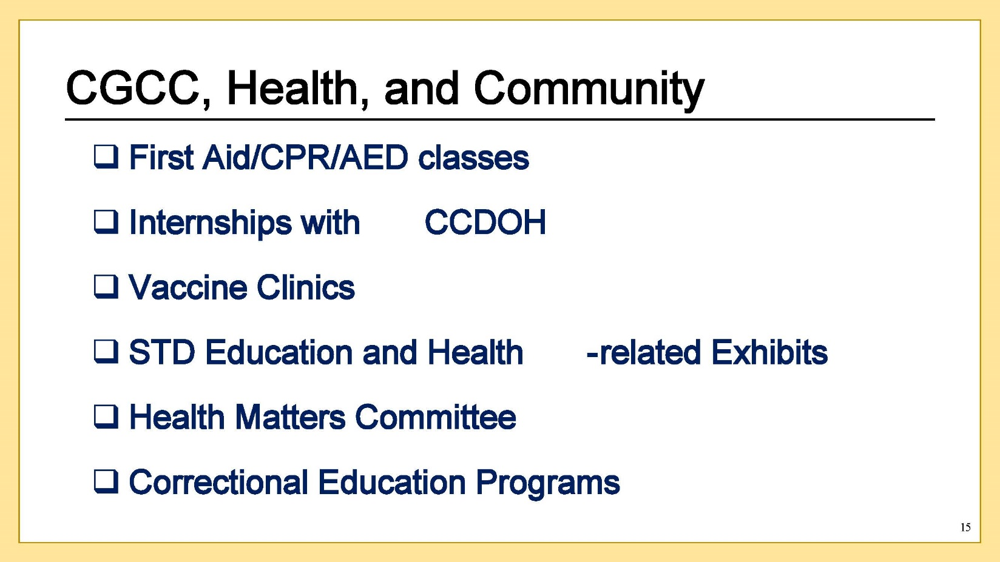 CGCC, Health, and Community
❑ First Aid/CPR/AED classes
❑ Internships with CCDOH
❑ Vaccine Clinics
❑ STD Education and Health -related Exhibits
❑ Health Matters Committee
❑ Correctional Education Programs
15